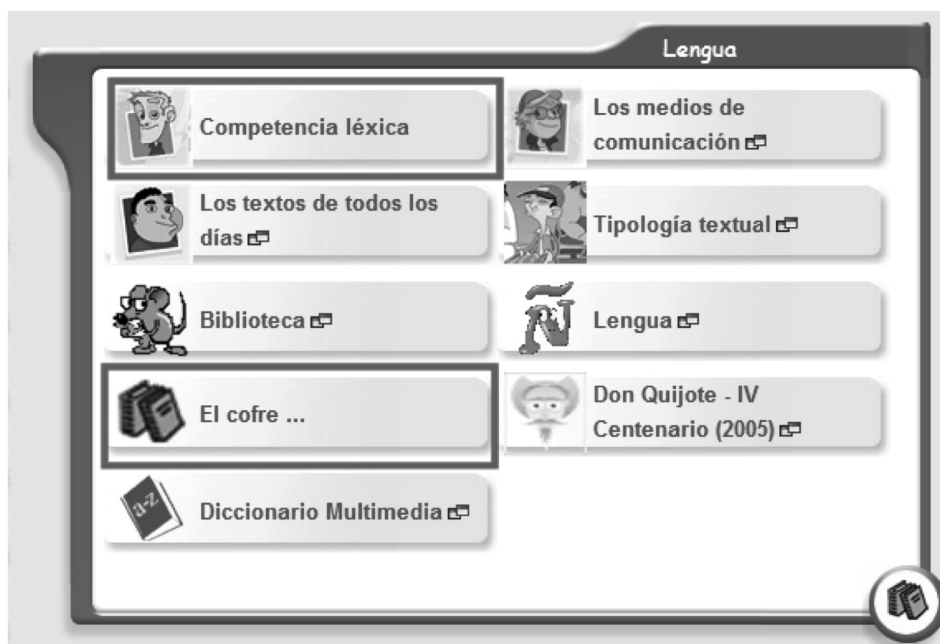 Lengua
Competencia léxica
Los medios de
comunicación
Los textos de todos los
días
Tipología textual
Biblioteca
Ñ
Lengua
El cofre ...
Don Quijote - IV
Centenario (2005)
a-z
Diccionario Multimedia